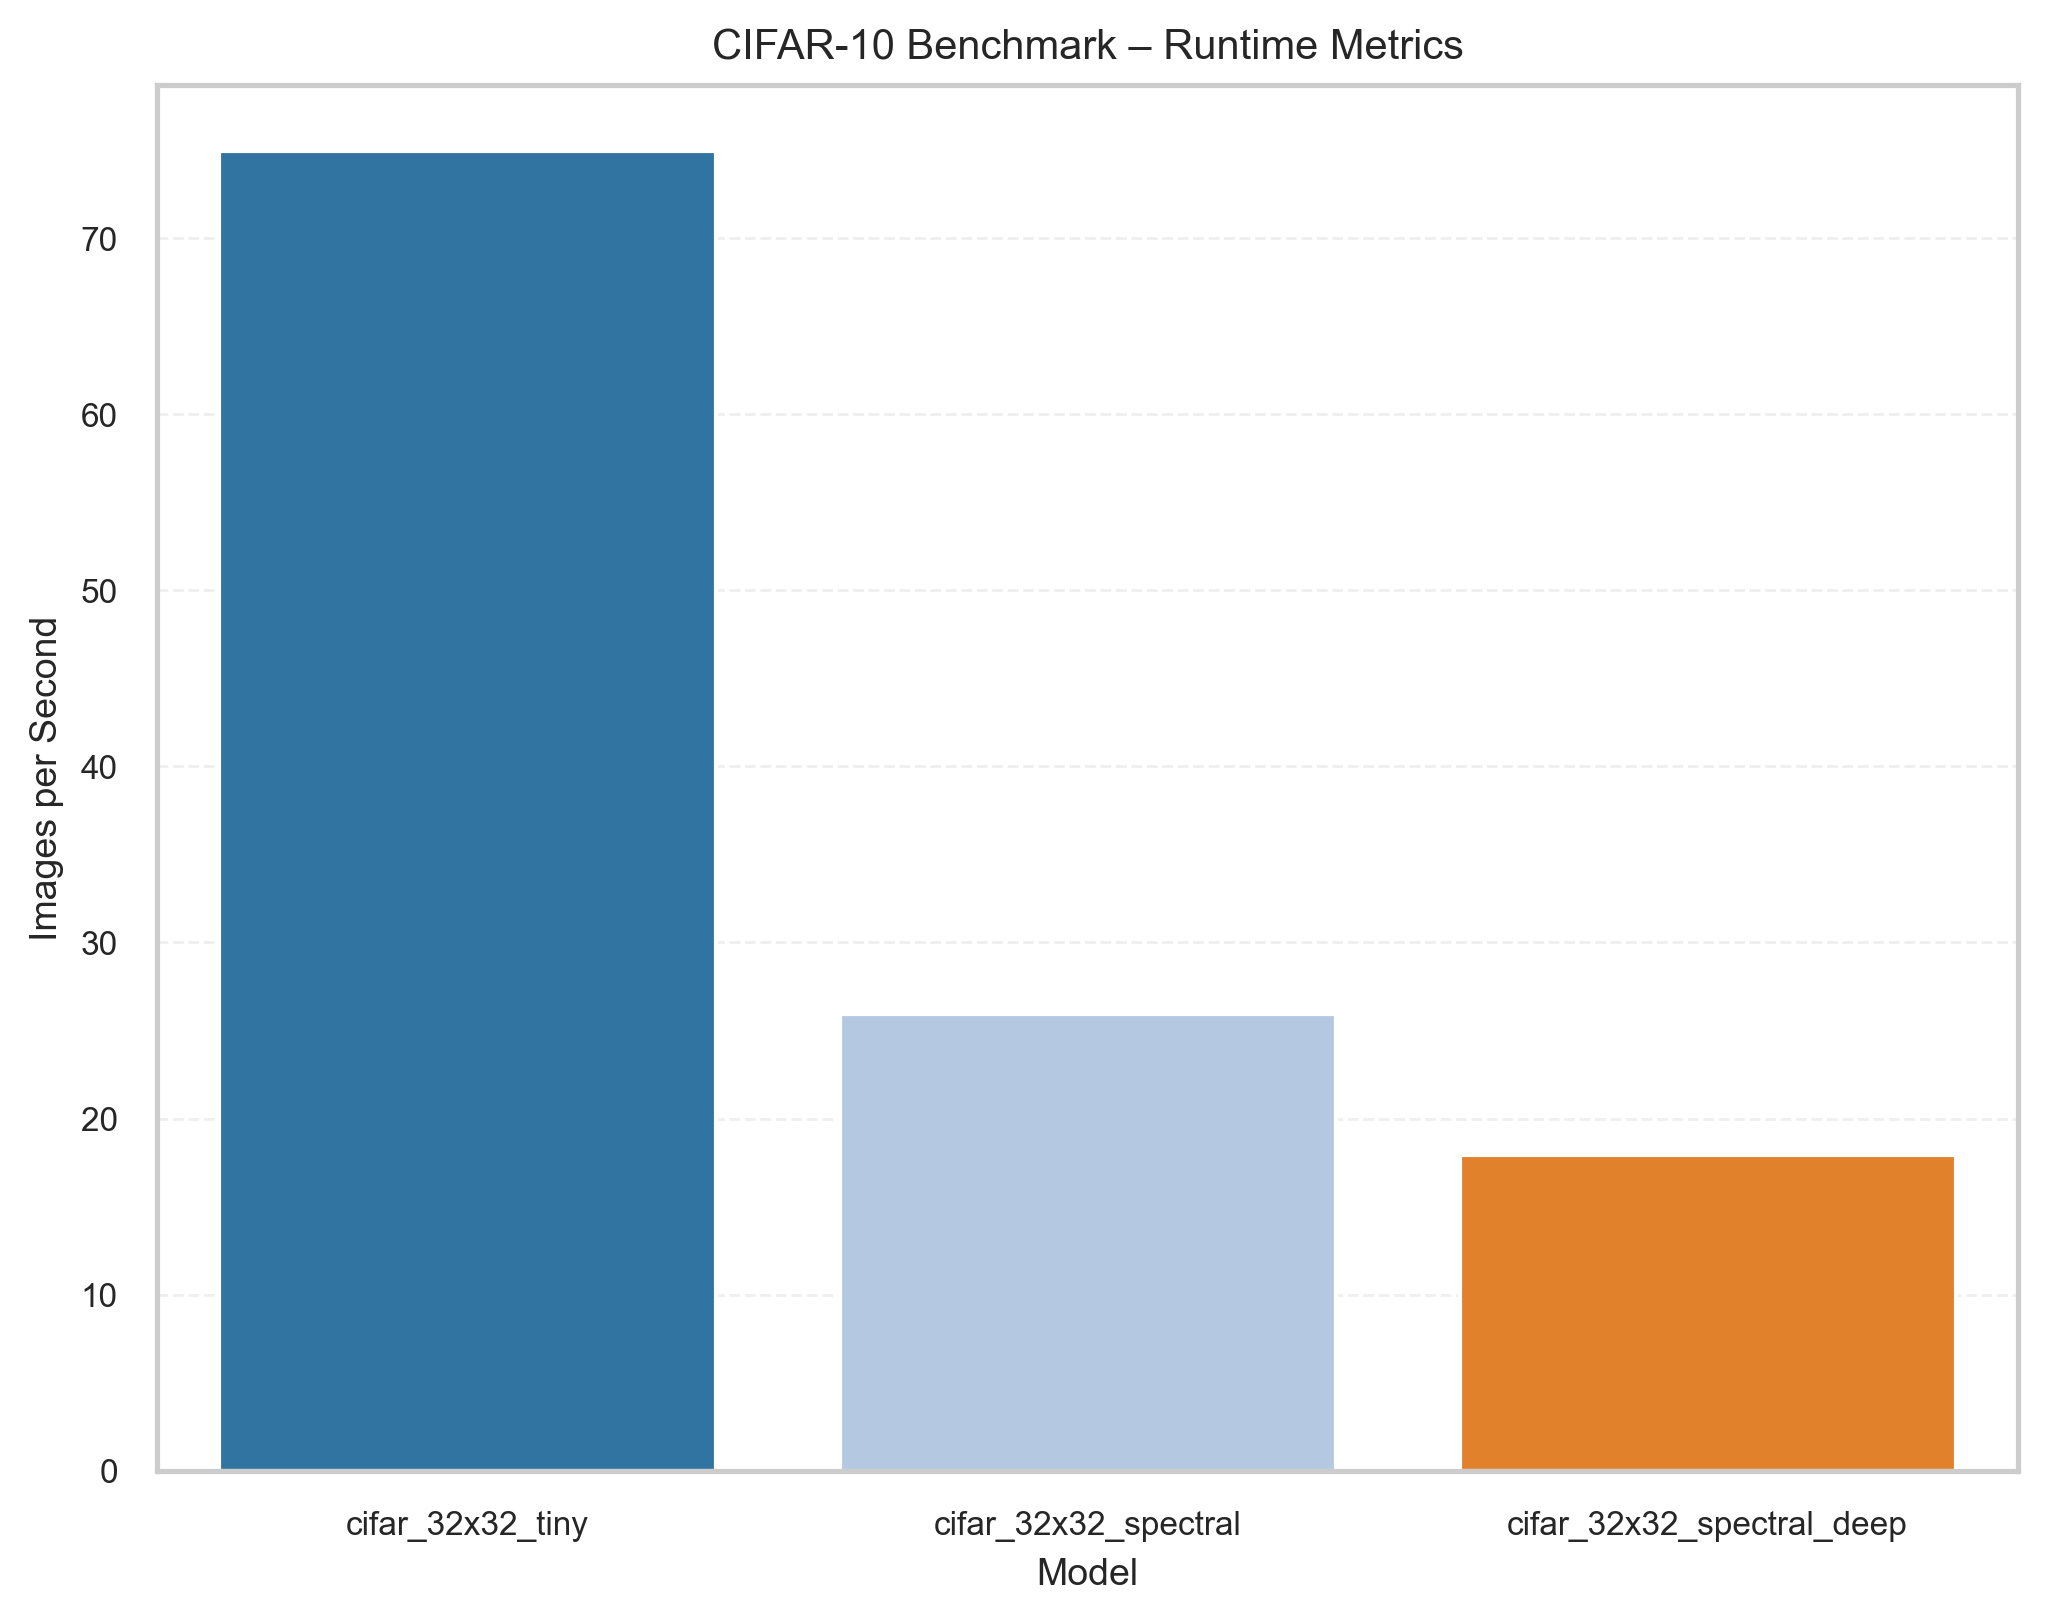 CIFAR-10 Benchmark – Runtime Metrics
Images per Second
70
60
50
40
30
20
10
0
cifar_32x32_tiny
cifar_32x32_spectral
cifar_32x32_spectral_deep
Model